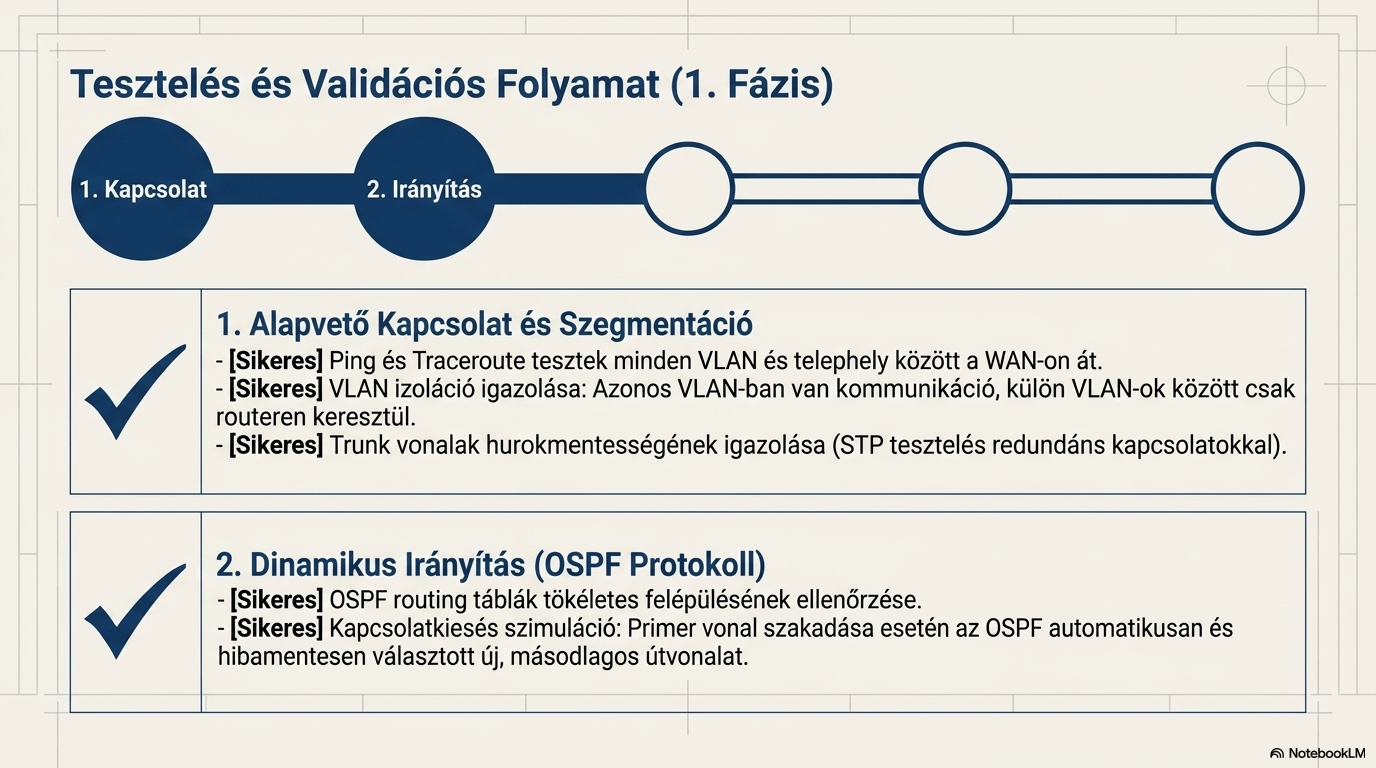 Tesztelés és Validációs Folyamat (1. Fázis)
1. Kapcsolat
2. Irányítás
1. Alapvető Kapcsolat és Szegmentáció
- [Sikeres] Ping és Traceroute tesztek minden VLAN és telephely között a WAN-on át.
- [Sikeres] VLAN izoláció igazolása: Azonos VLAN-ban van kommunikáció, külön VLAN-ok között csak
routeren keresztül.
- [Sikeres] Trunk vonalak hurokmentességének igazolása (STP tesztelés redundáns kapcsolatokkal).
2. Dinamikus Irányítás (OSPF Protokoll)
- [Sikeres] OSPF routing táblák tökéletes felépülésének ellenőrzése.
- [Sikeres] Kapcsolatkiesés szimuláció: Primer vonal szakadása esetén az OSPF automatikusan és
hibamentesen választott új, másodlagos útvonalat.
NotebookLM